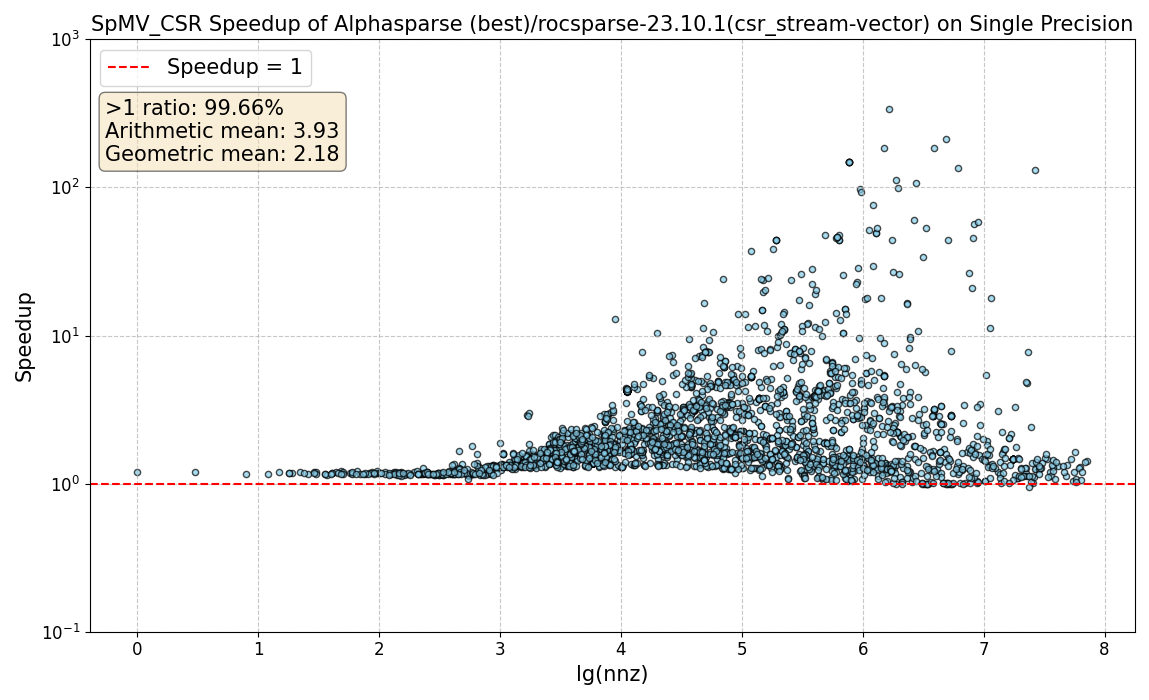 SpMV_CSR Speedup of Alphasparse (best)/rocsparse-23.10.1(csr_stream-vector) on Single Precision
10³
Speedup = 1
>1 ratio: 99.66%
Arithmetic mean: 3.93
Geometric mean: 2.18
10²
10¹
10⁰
10⁻¹
Speedup
0 1 2 3 4 5 6 7 8
lg(nnz)